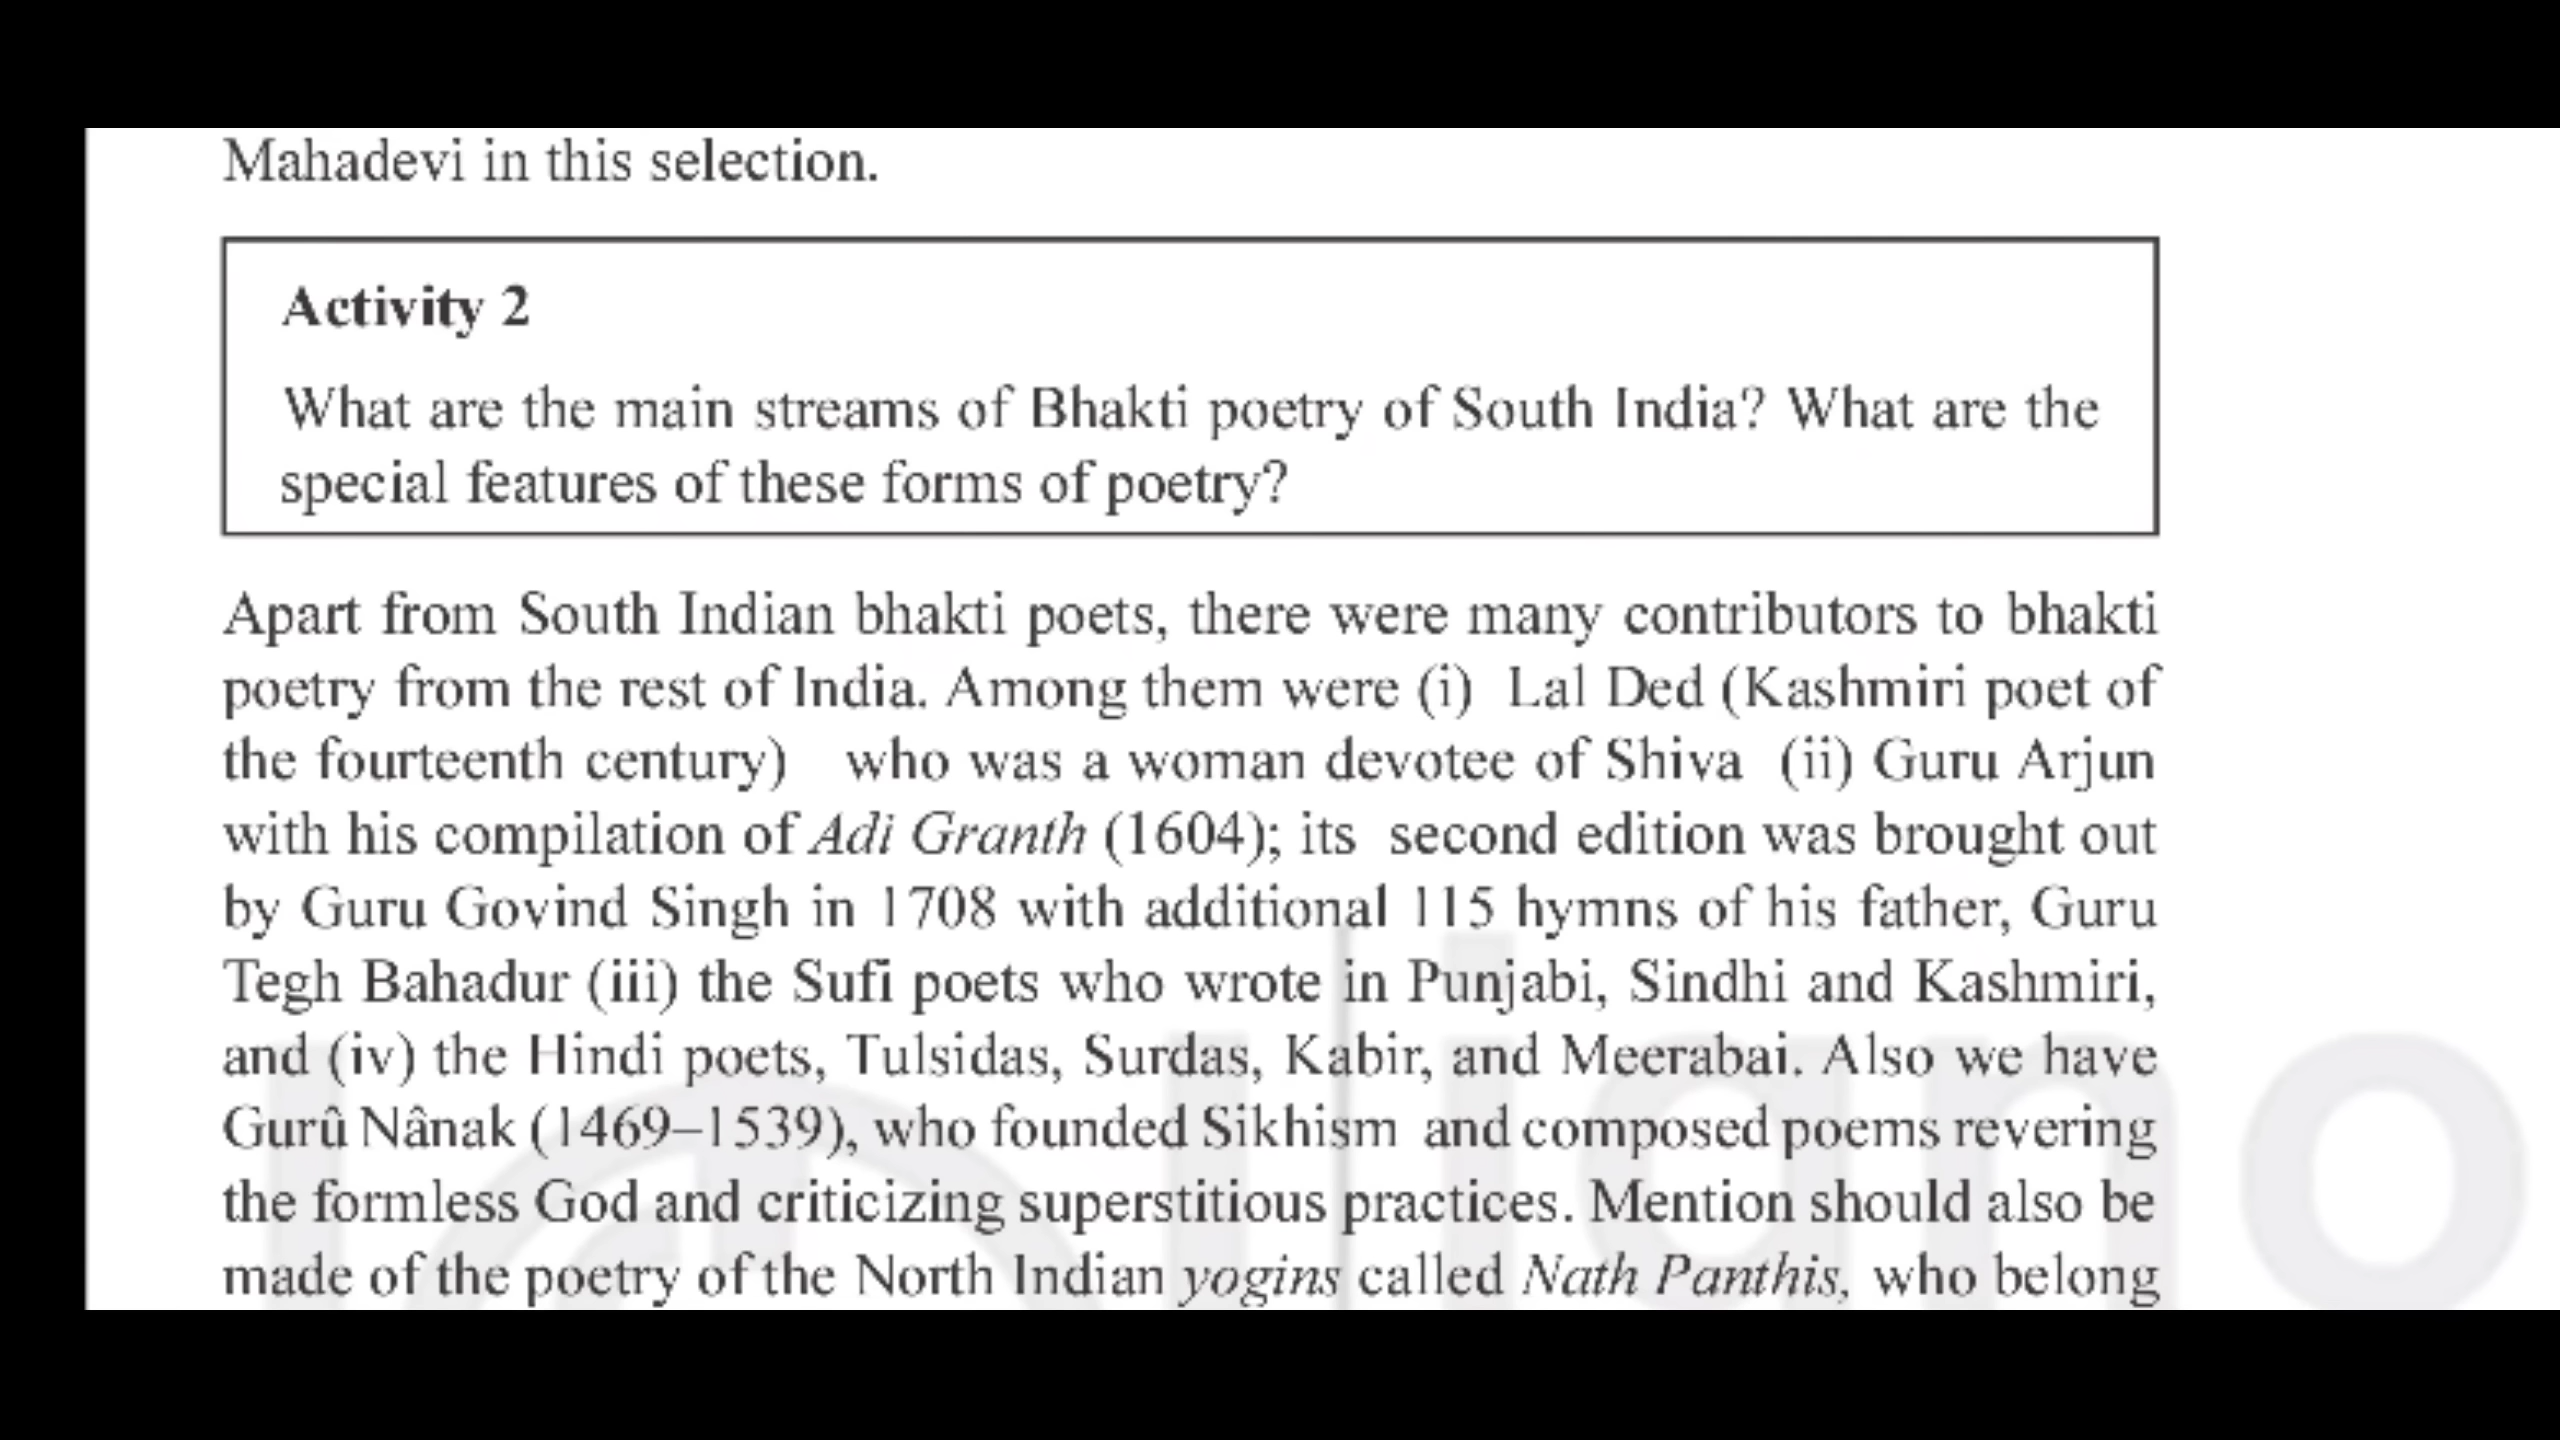 Mahadevi in this selection.
Activity 2
What are the main streams of Bhakti poetry of South India? What are the
special features of these forms of poetry?
Apart from South Indian bhakti poets, there were many contributors to bhakti
poetry from the rest of India. Among them were (i) Lal Ded (Kashmiri poet of
the fourteenth century) who was a woman devotee of Shiva (ii) Guru Arjun
with his compilation of Adi Granth (1604); its second edition was brought out
by Guru Govind Singh in 1708 with additional 115 hymns of his father, Guru
Tegh Bahadur (iii) the Sufi poets who wrote in Punjabi, Sindhi and Kashmiri,
and (iv) the Hindi poets, Tulsidas, Surdas, Kabir, and Meerabai. Also we have
Gurû Nânak (1469–1539), who founded Sikhism and composed poems revering
the formless God and criticizing superstitious practices. Mention should also be
made of the poetry of the North Indian yogins called Nath Panthis, who belong